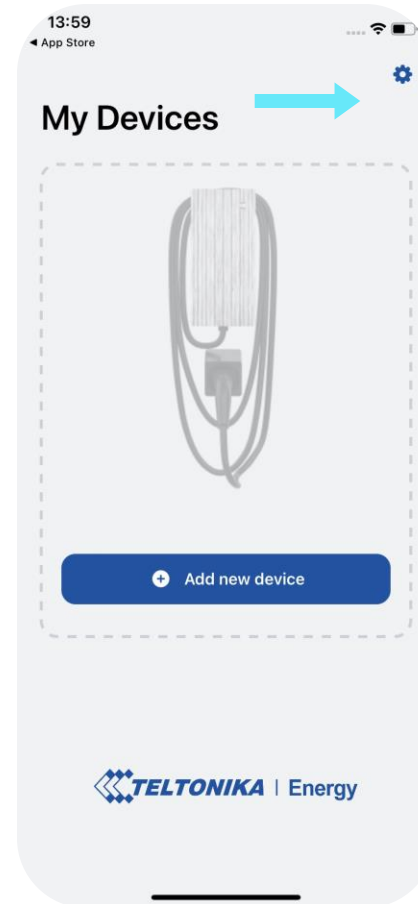 13:59
◀ App Store
My Devices
Add new device
TELTONIKA | Energy